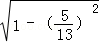 √(1 − (5/13)²)